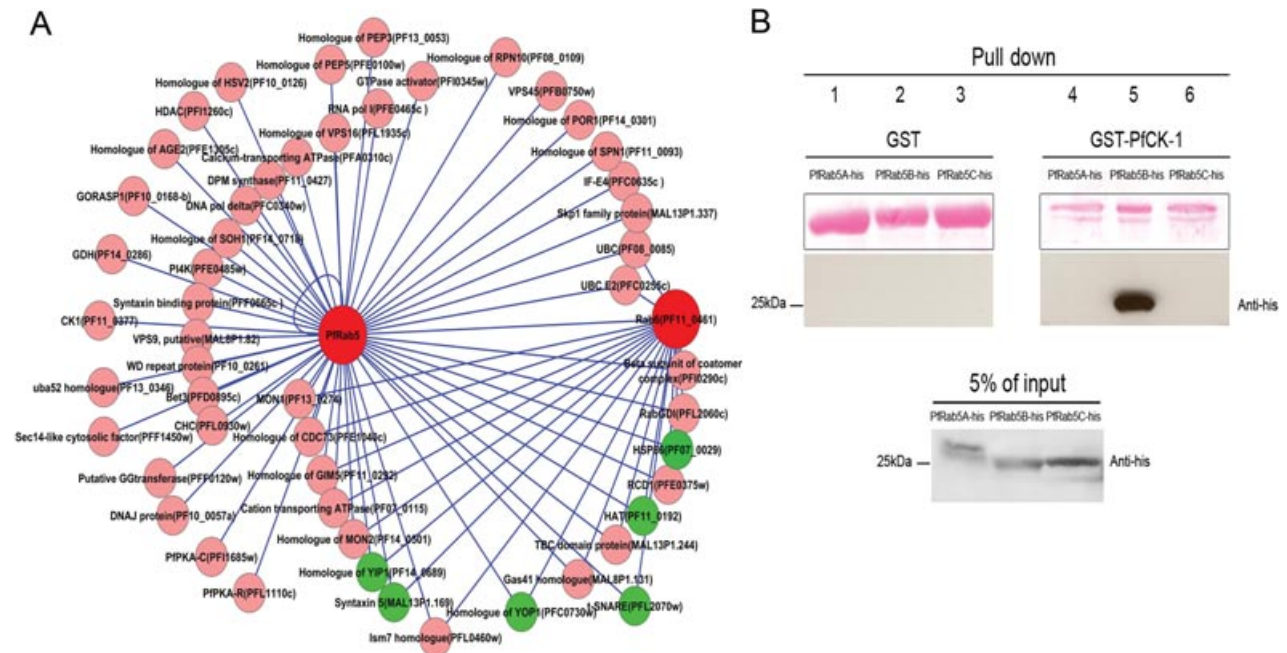 A
Homologue of PEP3(PF13_0053)
Homologue of RPN10(PF08_0109)
Homologue of PEP5(PFE0100w)
Homologue of HSV2(PF10_0126)
GTPase activator(PFI0345w)
VPS45(PFB0750w)
HDAC(PFI1260c)
RNA pol I(PFE0465c )
Homologue of POR1(PF14_0301)
Homologue of VPS16(PFL1935c)
Homologue of AGE2(PFE1305c)
Homologue of SPN1(PF11_0093)
Calcium-transporting ATPase(PFA0310c)
DPM synthase(PF11_0427)
IF-E4(PFC0635c )
GORASP1(PF10_0168-b)
DNA pol delta(PFC0340w)
Skp1 family protein(MAL13P1.337)
Homologue of SOH1(PF14_0718)
UBC(PF08_0085)
GDH(PF14_0286)
PI4K(PFE0485w)
UBC E2(PFC0255c)
Syntaxin binding protein(PFF0665c )
CK1(PF11_0377)
Rab6(PF11_0461)
PfRab5
VPS9, putative(MAL8P1.82)
WD repeat protein(PF10_0261)
Beta subunit of coatomer
complex(PFI0290c)
uba52 homologue(PF13_0346)
Bet3(PFD0895c)
MON1(PF13_0274)
RabGDI(PFL2060c)
CHC(PFL0930w)
Sec14-like cytosolic factor(PFF1450w)
Homologue of CDC73(PFE1040c)
HSP86(PF07_0029)
Putative GGtransferase(PFF0120w)
Homologue of GIM5(PF11_0292)
RCD1(PFE0375w)
Cation transporting ATPase(PF07_0115)
DNAJ protein(PF10_0057a)
HAT(PF11_0192)
Homologue of MON2(PF14_0501)
TBC domain protein(MAL13P1.244)
PfPKA-C(PFI1685w)
Homologue of YIP1(PF14_0689)
Gas41 homologue(MAL8P1.131)
PfPKA-R(PFL1110c)
Syntaxin 5(MAL13P1.169)
Homologue of YOP1(PFC0730w)
t-SNARE(PFL2070w)
lsm7 homologue(PFL0460w)
B
Pull down
1 2 3 4 5 6
GST GST-PfCK-1
PfRab5A-his PfRab5B-his PfRab5C-his PfRab5A-his PfRab5B-his PfRab5C-his
25kDa Anti-his
5% of input
PfRab5A-his PfRab5B-his PfRab5C-his
25kDa Anti-his